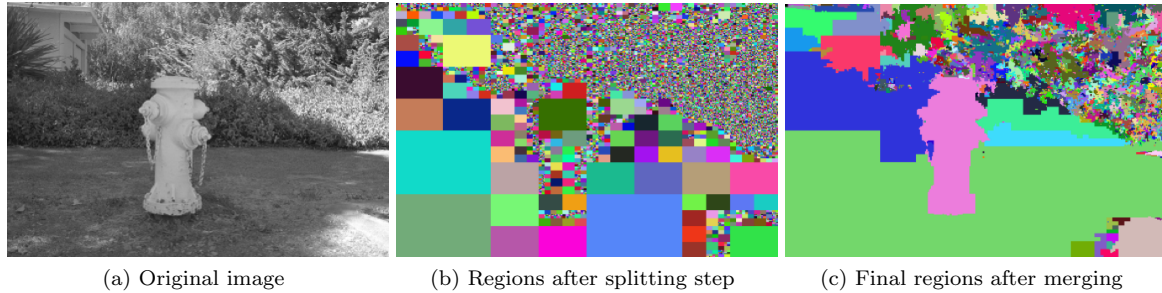 (a) Original image
(b) Regions after splitting step
(c) Final regions after merging